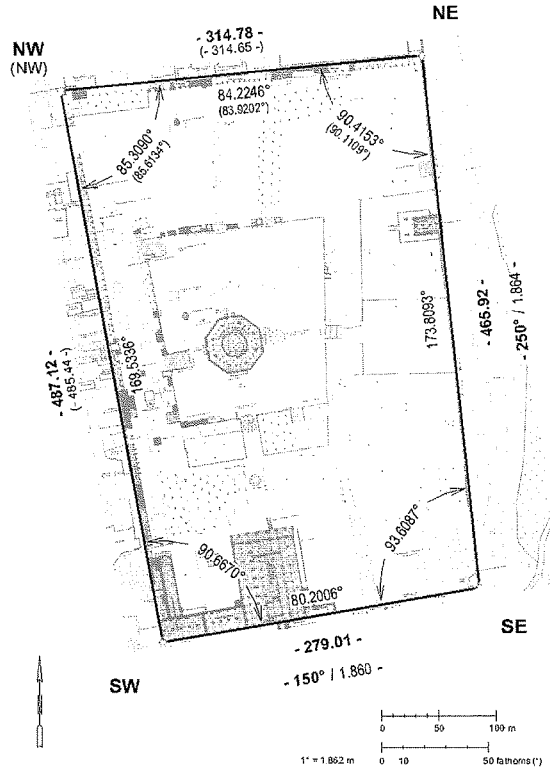 NE
- 314.78 -
(- 314.65 -)
NW
(NW)
84.2246°
(83.9202°)
85.3090°
(85.6134°)
90.4153°
(90.1109°)
- 487.12 -
(- 485.44 -)
169.5336°
173.8093°
- 465.92 -
- 250° / 1.864 -
90.6670°
93.6087°
80.2006°
- 279.01 -
- 150° / 1.860 -
SE
SW
0 50 100 m
1° = 1.862 m 0 10 50 fathoms (°)